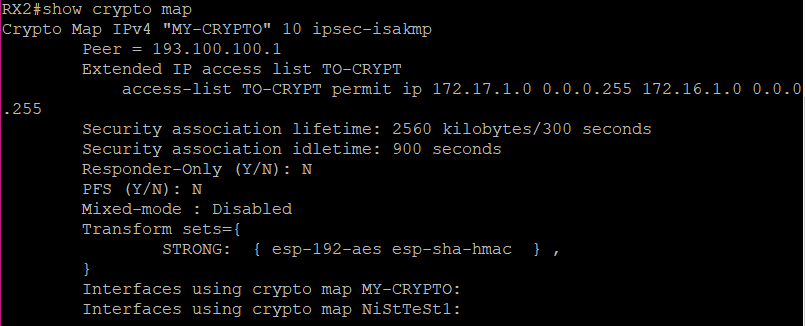 RX2#show crypto map
Crypto Map IPv4 "MY-CRYPTO" 10 ipsec-isakmp
        Peer = 193.100.100.1
        Extended IP access list TO-CRYPT
            access-list TO-CRYPT permit ip 172.17.1.0 0.0.0.255 172.16.1.0 0.0.0
.255
        Security association lifetime: 2560 kilobytes/300 seconds
        Security association idletime: 900 seconds
        Responder-Only (Y/N): N
        PFS (Y/N): N
        Mixed-mode : Disabled
        Transform sets={
                STRONG:  { esp-192-aes esp-sha-hmac  } ,
        }
        Interfaces using crypto map MY-CRYPTO:
        Interfaces using crypto map NiStTeSt1: